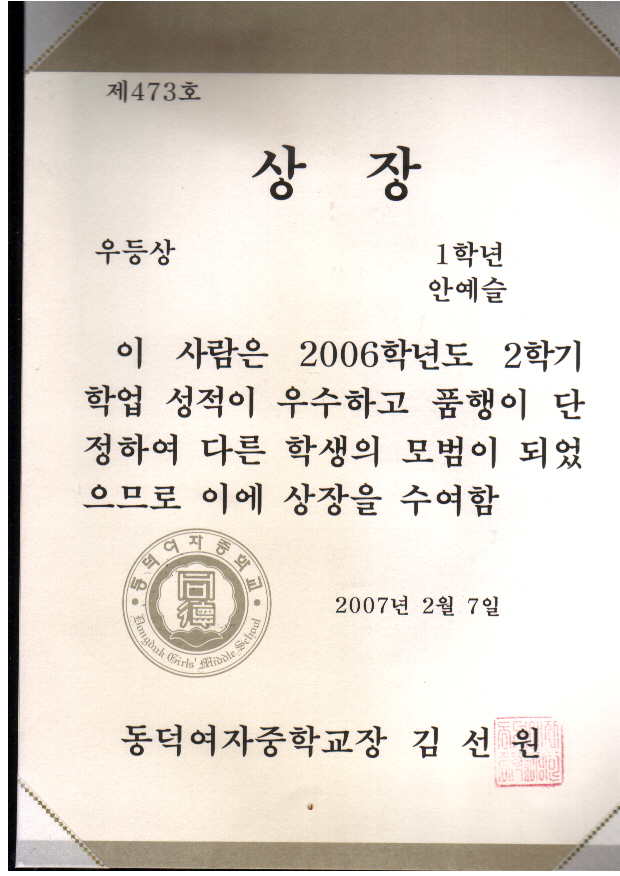 제473호
상 장
우등상
1학년
안예슬
이 사람은 2006학년도 2학기
학업 성적이 우수하고 품행이 단
정하여 다른 학생의 모범이 되었
으므로 이에 상장을 수여함
동덕여자중학교
同德
Dongduk Girls' Middle School
2007년 2월 7일
동덕여자중학교장 김 선 원